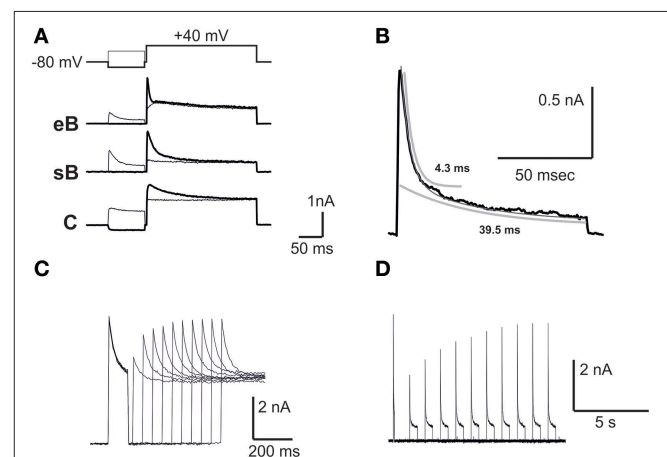 A
+40 mV
-80 mV
eB
sB
C
1nA
50 ms
B
0.5 nA
50 msec
4.3 ms
39.5 ms
C
2 nA
200 ms
D
2 nA
5 s